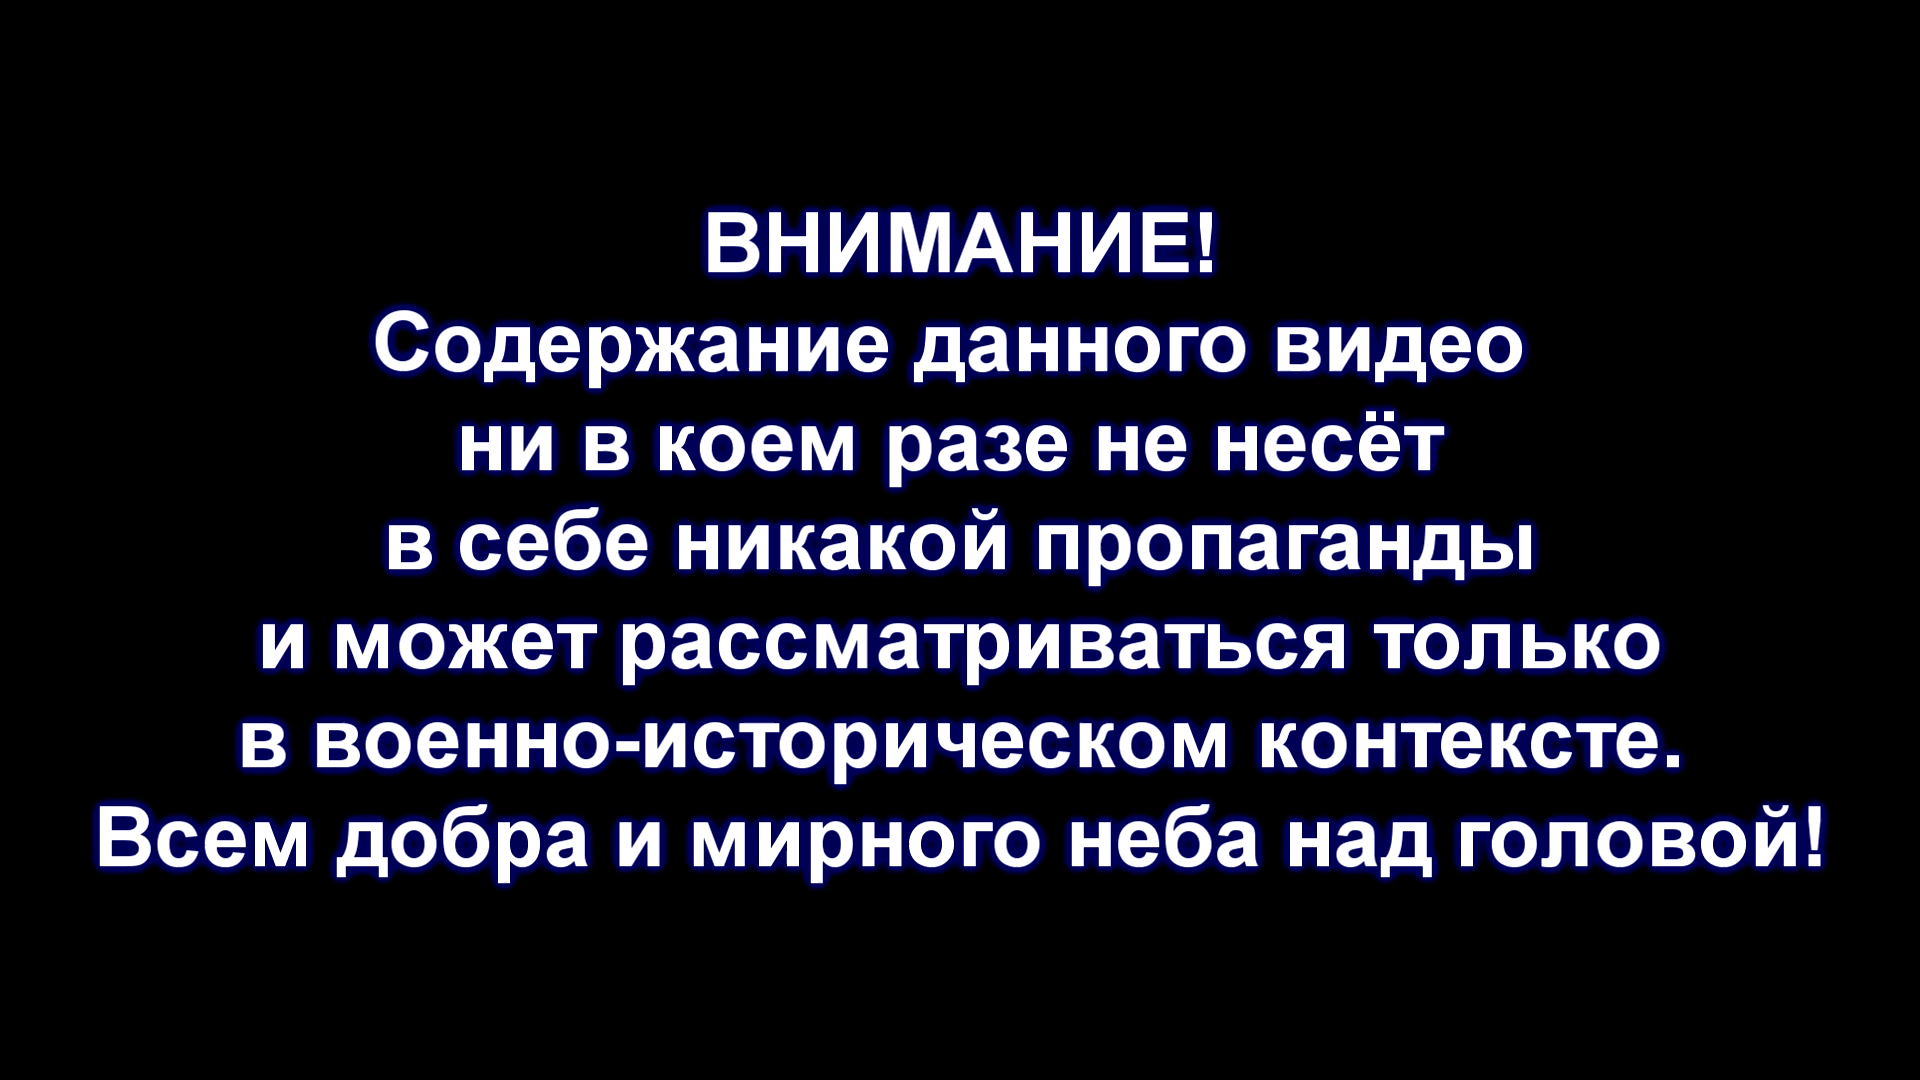 ВНИМАНИЕ!
Содержание данного видео
ни в коем разе не несёт
в себе никакой пропаганды
и может рассматриваться только
в военно-историческом контексте.
Всем добра и мирного неба над головой!